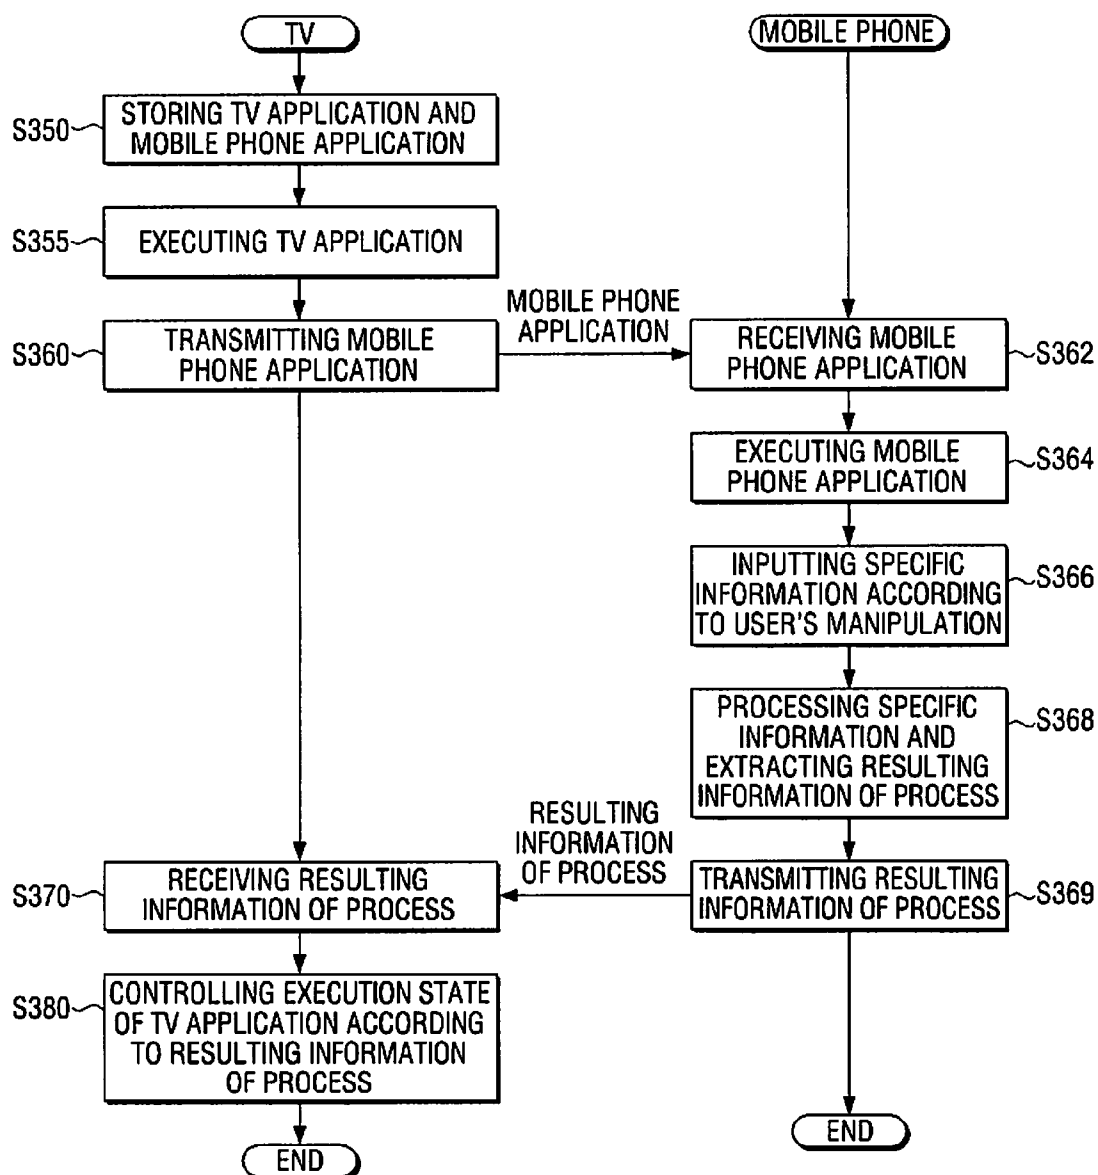 TV
MOBILE PHONE
S350
STORING TV APPLICATION AND
MOBILE PHONE APPLICATION
S355
EXECUTING TV APPLICATION
S360
TRANSMITTING MOBILE
PHONE APPLICATION
MOBILE PHONE
APPLICATION
RECEIVING MOBILE
PHONE APPLICATION
S362
EXECUTING MOBILE
PHONE APPLICATION
S364
INPUTTING SPECIFIC
INFORMATION ACCORDING
TO USER'S MANIPULATION
S366
PROCESSING SPECIFIC
INFORMATION AND
EXTRACTING RESULTING
INFORMATION OF PROCESS
S368
RESULTING
INFORMATION
OF PROCESS
TRANSMITTING RESULTING
INFORMATION OF PROCESS
S369
S370
RECEIVING RESULTING
INFORMATION OF PROCESS
S380
CONTROLLING EXECUTION STATE
OF TV APPLICATION ACCORDING
TO RESULTING INFORMATION
OF PROCESS
END
END